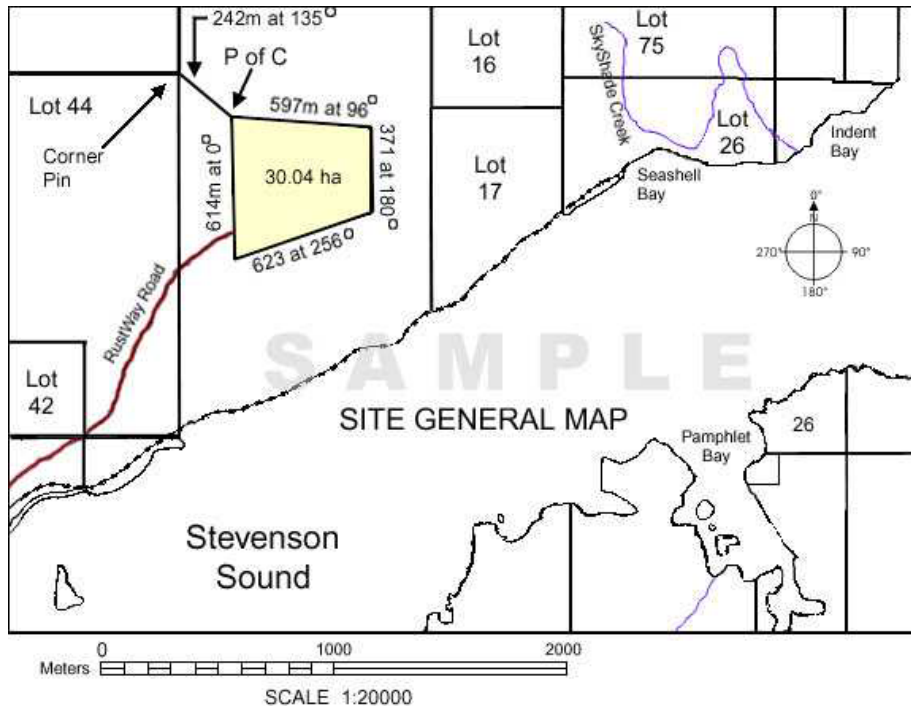 242m at 135°
P of C
Lot 44
Corner
Pin
597m at 96°
614m at 0°
30.04 ha
371 at 180°
623 at 256°
Lot
16
Lot
17
Lot
75
SkyShade Creek
Lot
26
Indent
Bay
Seashell
Bay
0°
N
270°
90°
180°
RustWay Road
Lot
42
SAMPLE
SITE GENERAL MAP
Pamphlet
Bay
26
Stevenson
Sound
0
1000
2000
Meters
SCALE 1:20000